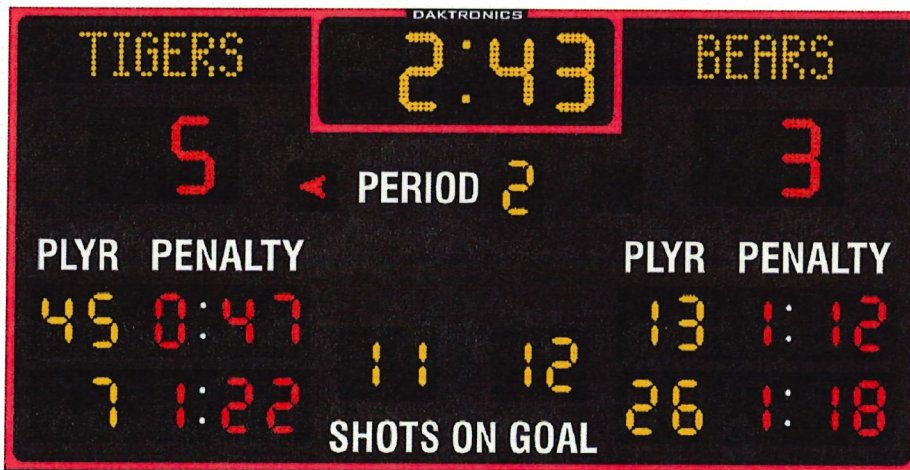 DAKTRONICS
TIGERS 2:43 BEARS
5 PERIOD 2 3
PLYR PENALTY PLYR PENALTY
45 0:47 13 1:12
11 12
7 1:22 26 1:18
SHOTS ON GOAL